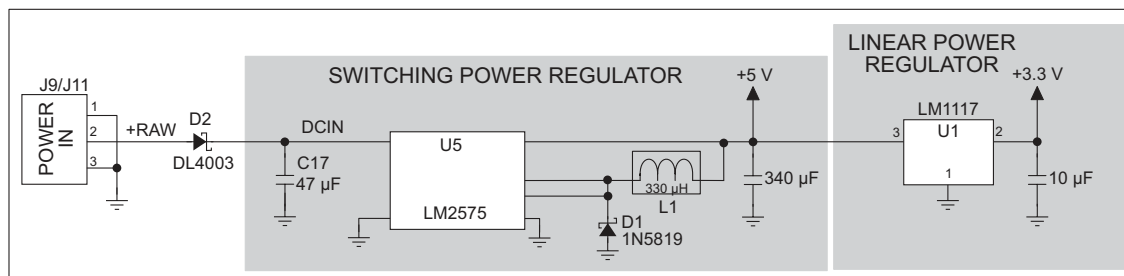 SWITCHING POWER REGULATOR
LINEAR POWER
REGULATOR
J9/J11
POWER
IN
1
2
3
+RAW
D2
DL4003
DCIN
C17
47 µF
U5
LM2575
330 µH
L1
D1
1N5819
+5 V
340 µF
LM1117
3
U1
2
1
+3.3 V
10 µF